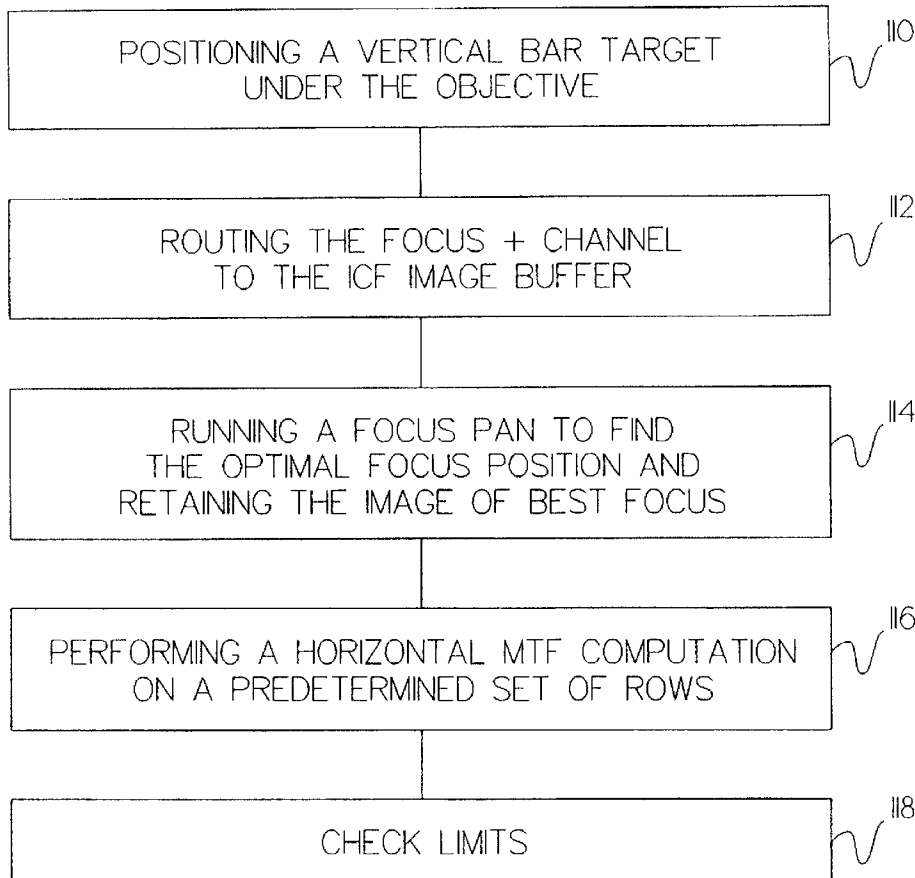 POSITIONING A VERTICAL BAR TARGET
UNDER THE OBJECTIVE
110
ROUTING THE FOCUS + CHANNEL
TO THE ICF IMAGE BUFFER
112
RUNNING A FOCUS PAN TO FIND
THE OPTIMAL FOCUS POSITION AND
RETAINING THE IMAGE OF BEST FOCUS
114
PERFORMING A HORIZONTAL MTF COMPUTATION
ON A PREDETERMINED SET OF ROWS
116
CHECK LIMITS
118